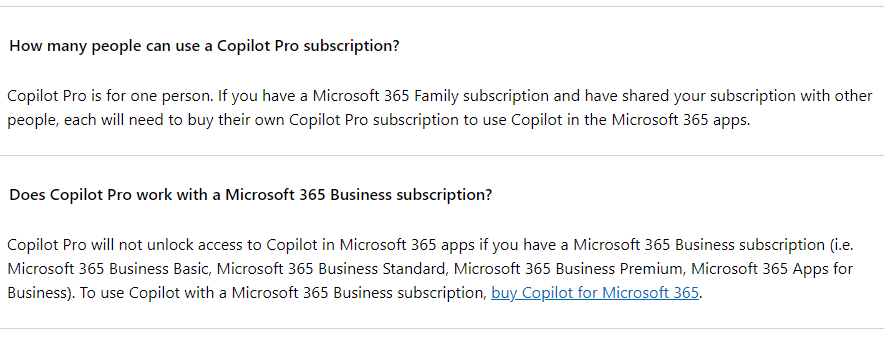 How many people can use a Copilot Pro subscription?
Copilot Pro is for one person. If you have a Microsoft 365 Family subscription and have shared your subscription with other
people, each will need to buy their own Copilot Pro subscription to use Copilot in the Microsoft 365 apps.
Does Copilot Pro work with a Microsoft 365 Business subscription?
Copilot Pro will not unlock access to Copilot in Microsoft 365 apps if you have a Microsoft 365 Business subscription (i.e.
Microsoft 365 Business Basic, Microsoft 365 Business Standard, Microsoft 365 Business Premium, Microsoft 365 Apps for
Business). To use Copilot with a Microsoft 365 Business subscription, buy Copilot for Microsoft 365.